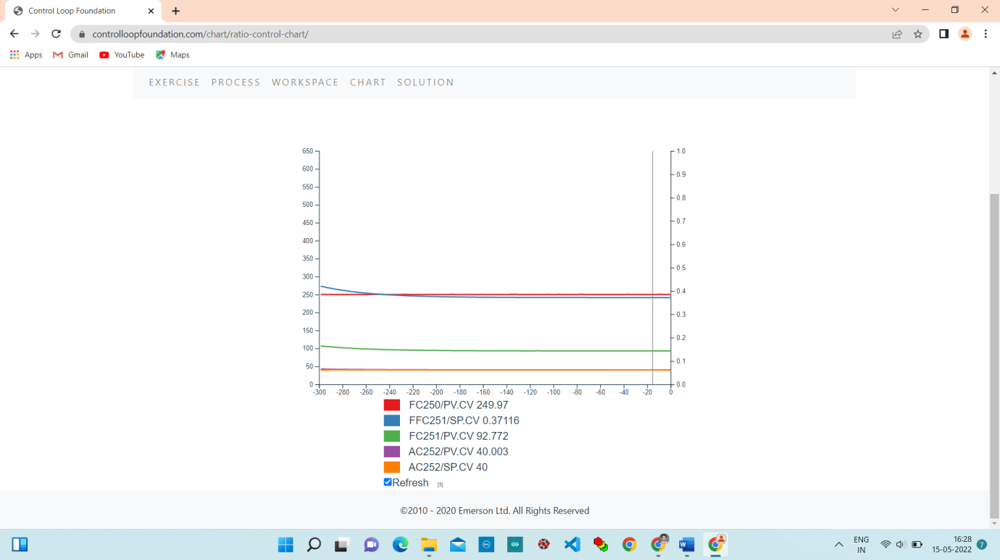 Control Loop Foundation
controlloopfoundation.com/chart/ratio-control-chart/
Apps Gmail YouTube Maps
EXERCISE PROCESS WORKSPACE CHART SOLUTION
650 1.0
600
550 0.9
500 0.8
450 0.7
400 0.6
350 0.5
300 0.4
250
200 0.3
150 0.2
100 0.1
50
0 0.0
-300 -280 -260 -240 -220 -200 -180 -160 -140 -120 -100 -80 -60 -40 -20 0
FC250/PV.CV 249.97
FFC251/SP.CV 0.37116
FC251/PV.CV 92.772
AC252/PV.CV 40.003
AC252/SP.CV 40
Refresh [3]
©2010 - 2020 Emerson Ltd. All Rights Reserved
ENG 16:28
IN 15-05-2022 7